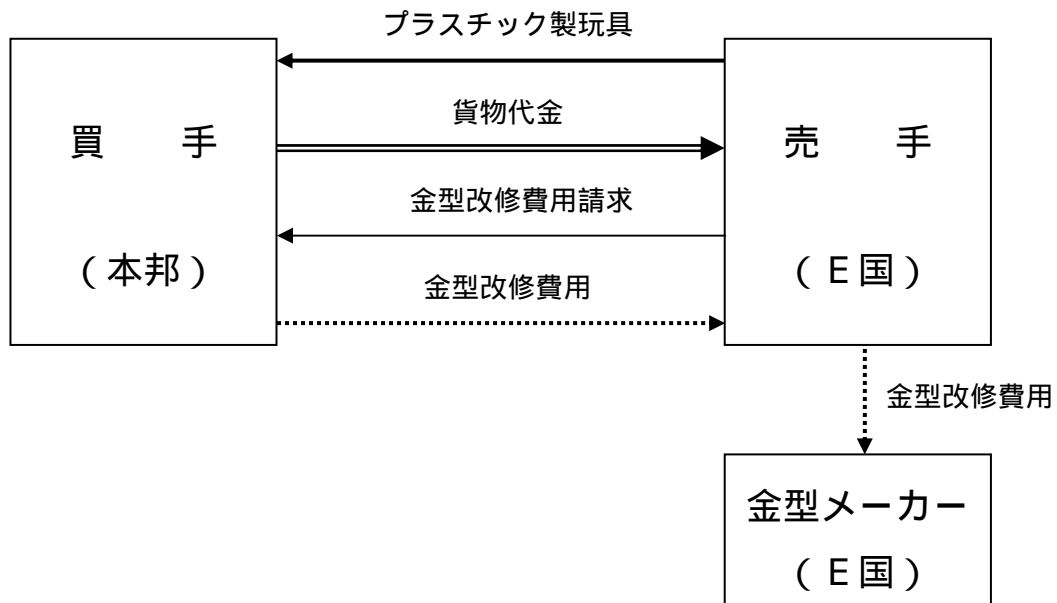 プラスチック製玩具
貨物代金
買　　手
売　　手
金型改修費用請求
（本邦）
（Ｅ国）
金型改修費用
金型改修費用
金型メーカー
（Ｅ国）